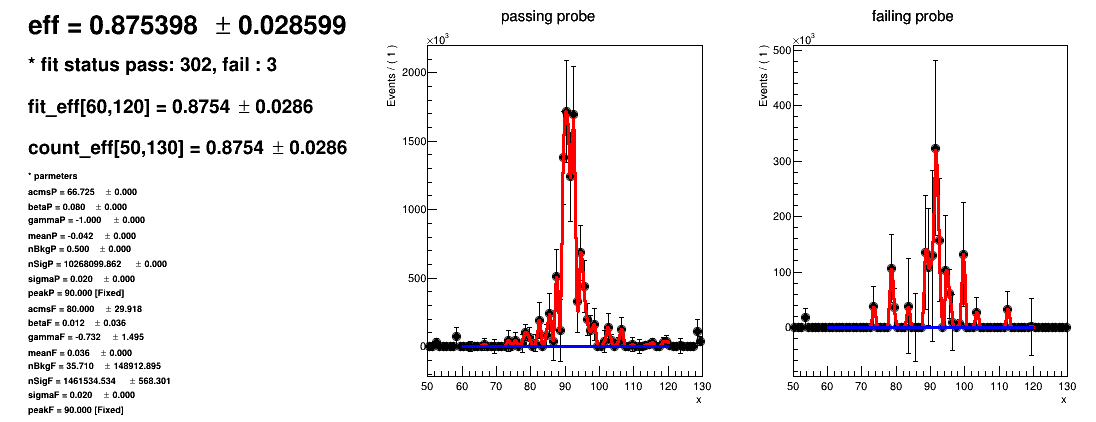 eff = 0.875398 ± 0.028599
* fit status pass: 302, fail : 3
fit_eff[60,120] = 0.8754 ± 0.0286
count_eff[50,130] = 0.8754 ± 0.0286
* parmeters
acmsP = 66.725 ± 0.000
betaP = 0.080 ± 0.000
gammaP = -1.000 ± 0.000
meanP = -0.042 ± 0.000
nBkgP = 0.500 ± 0.000
nSigP = 10268099.862 ± 0.000
sigmaP = 0.020 ± 0.000
peakP = 90.000 [Fixed]
acmsF = 80.000 ± 29.918
betaF = 0.012 ± 0.036
gammaF = -0.732 ± 1.495
meanF = 0.036 ± 0.000
nBkgF = 35.710 ± 148912.895
nSigF = 1461534.534 ± 568.301
sigmaF = 0.020 ± 0.000
peakF = 90.000 [Fixed]
passing probe
×10³
Events / ( 1 )
2000
1500
1000
500
0
50 60 70 80 90 100 110 120 130
x
failing probe
×10³
Events / ( 1 )
500
400
300
200
100
0
50 60 70 80 90 100 110 120 130
x